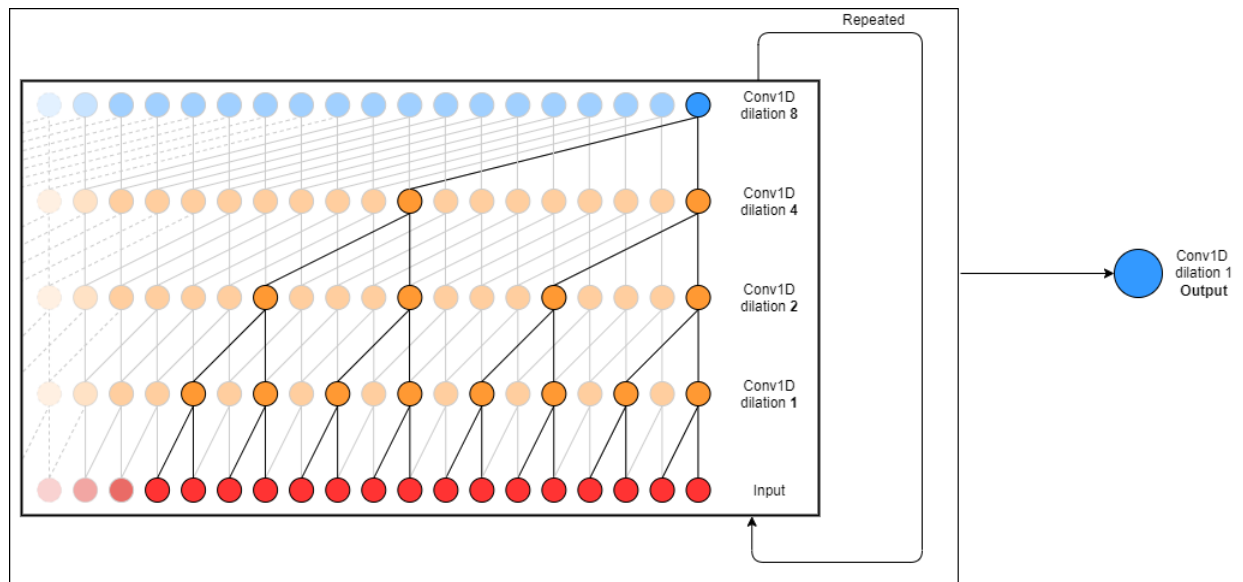 Repeated
Conv1D
dilation 8
Conv1D
dilation 4
Conv1D
dilation 2
Conv1D
dilation 1
Input
Conv1D
dilation 1
Output